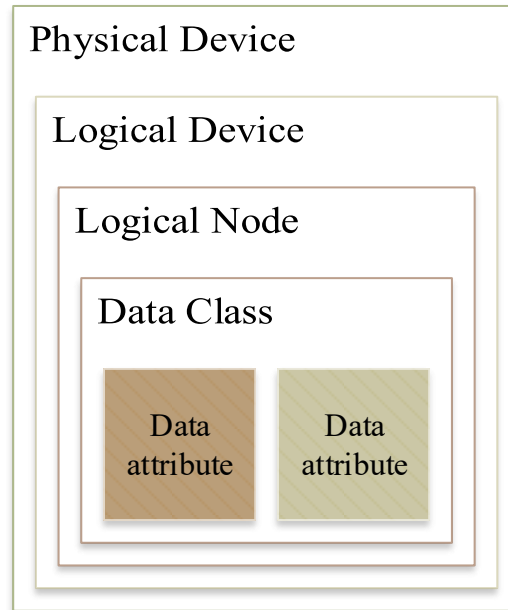 Physical Device
Logical Device
Logical Node
Data Class
Data
attribute
Data
attribute